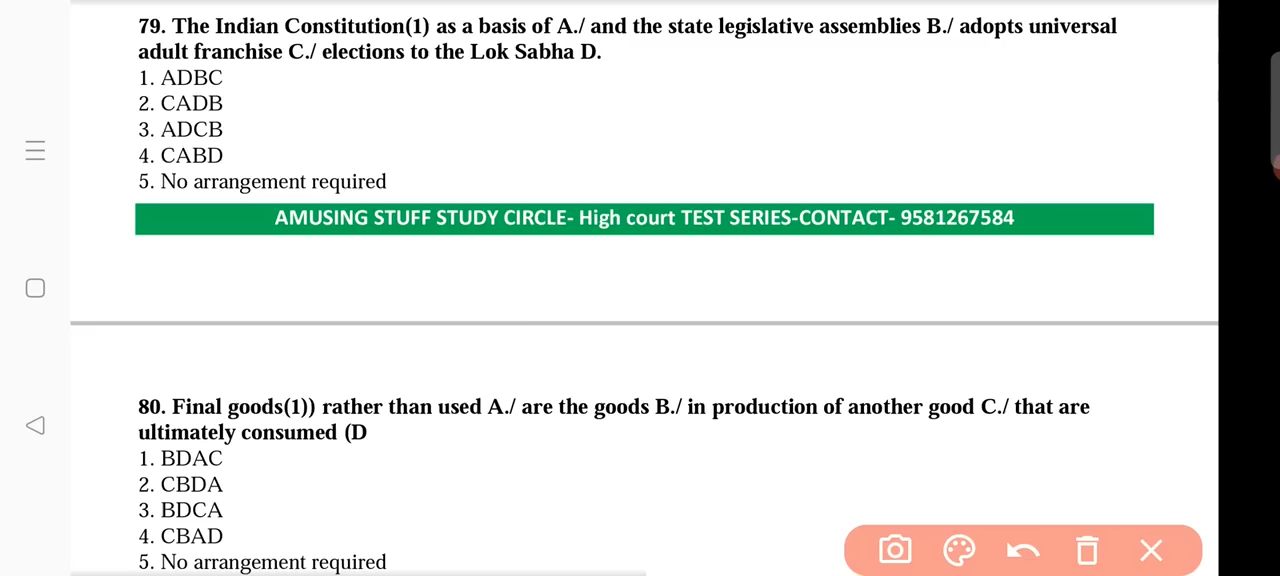 79. The Indian Constitution(1) as a basis of A./ and the state legislative assemblies B./ adopts universal
adult franchise C./ elections to the Lok Sabha D.
1. ADBC
2. CADB
3. ADCB
4. CABD
5. No arrangement required
AMUSING STUFF STUDY CIRCLE- High court TEST SERIES-CONTACT- 9581267584
80. Final goods(1)) rather than used A./ are the goods B./ in production of another good C./ that are
ultimately consumed (D
1. BDAC
2. CBDA
3. BDCA
4. CBAD
5. No arrangement required